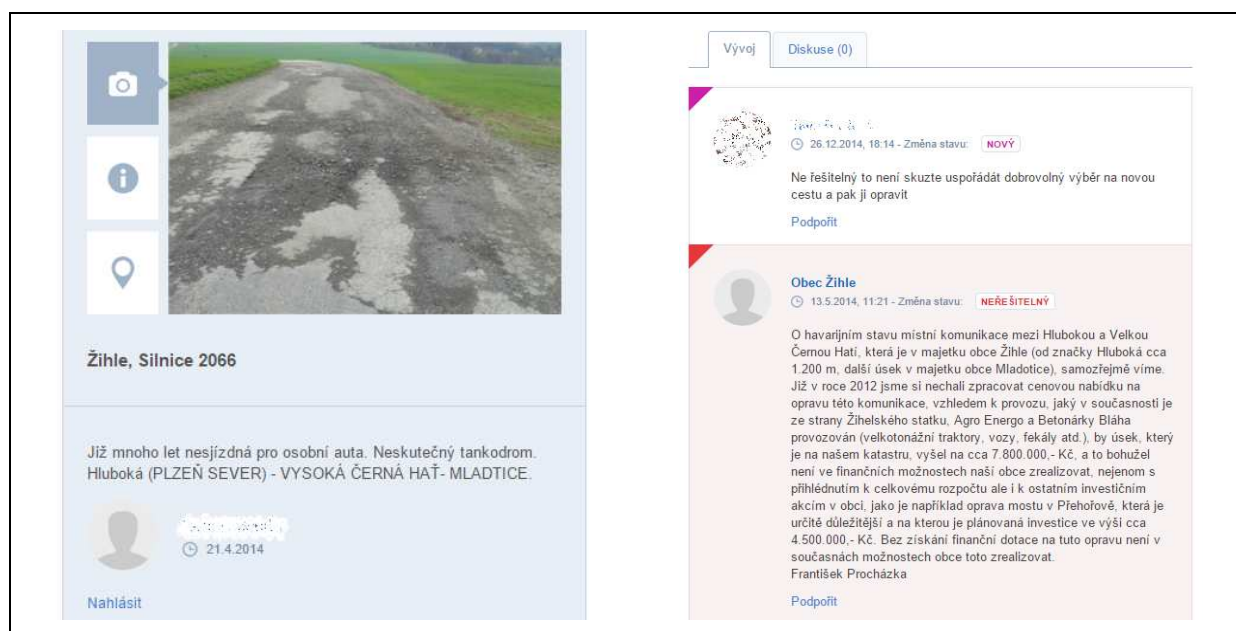 Žihle, Silnice 2066
Již mnoho let nesjízdná pro osobní auta. Neskutečný tankodrom.
Hluboká (PLZEŇ SEVER) - VYSOKÁ ČERNÁ HAŤ- MLADTICE.
21.4.2014
Nahlásit
Vývoj
Diskuse (0)
26.12.2014, 18:14 - Změna stavu: NOVÝ
Ne řešitelný to není skuzte uspořádát dobrovolný výběr na novou
cestu a pak ji opravit
Podpořit
Obec Žihle
13.5.2014, 11:21 - Změna stavu: NEŘEŠITELNÝ
O havarijním stavu místní komunikace mezi Hlubokou a Velkou
Černou Hatí, která je v majetku obce Žihle (od značky Hluboká cca
1.200 m, další úsek v majetku obce Mladotice), samozřejmě víme.
Již v roce 2012 jsme si nechali zpracovat cenovou nabídku na
opravu této komunikace, vzhledem k provozu, jaký v současnosti je
ze strany Žihelského statku, Agro Energo a Betonárky Bláha
provozován (velkotonážní traktory, vozy, fekály atd.), by úsek, který
je na našem katastru, vyšel na cca 7.800.000,- Kč, a to bohužel
není ve finančních možnostech naší obce zrealizovat, nejenom s
přihlédnutím k celkovému rozpočtu ale i k ostatním investičním
akcím v obci, jako je například oprava mostu v Přehořově, která je
určitě důležitější a na kterou je plánovaná investice ve výši cca
4.500.000,- Kč. Bez získání finanční dotace na tuto opravu není v
současnách možnostech obce toto zrealizovat.
František Procházka
Podpořit